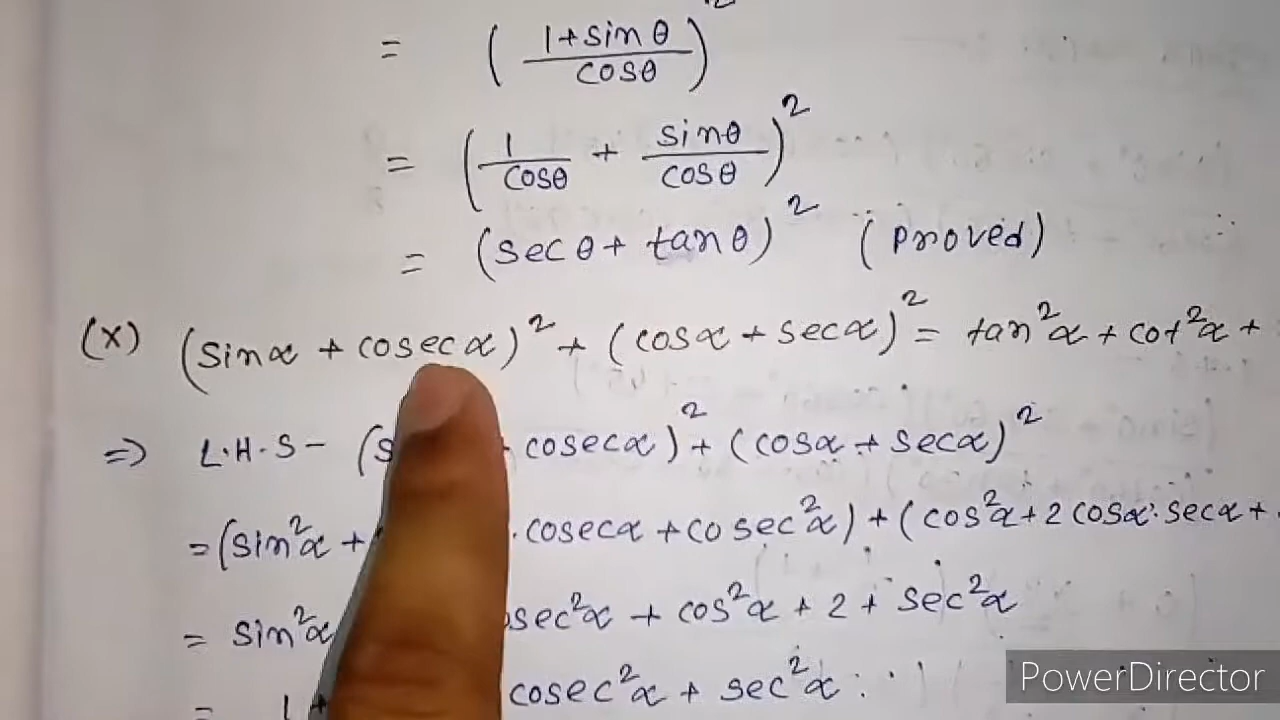 = (1+sinθ / cosθ)²
= (1/cosθ + sinθ/cosθ)²
= (secθ + tanθ)² (Proved)
(x) (sinα + cosecα)² + (cosα + secα)² = tan²α + cot²α +
=> L.H.S - (s cosecα)² + (cosα + secα)²
= (sin²α + . cosecα + cosec²α) + (cos²α + 2 cosα . secα +
= sin²α sec²α + cos²α + 2 + sec²α
= 1 + cosec²α + sec²α
PowerDirector